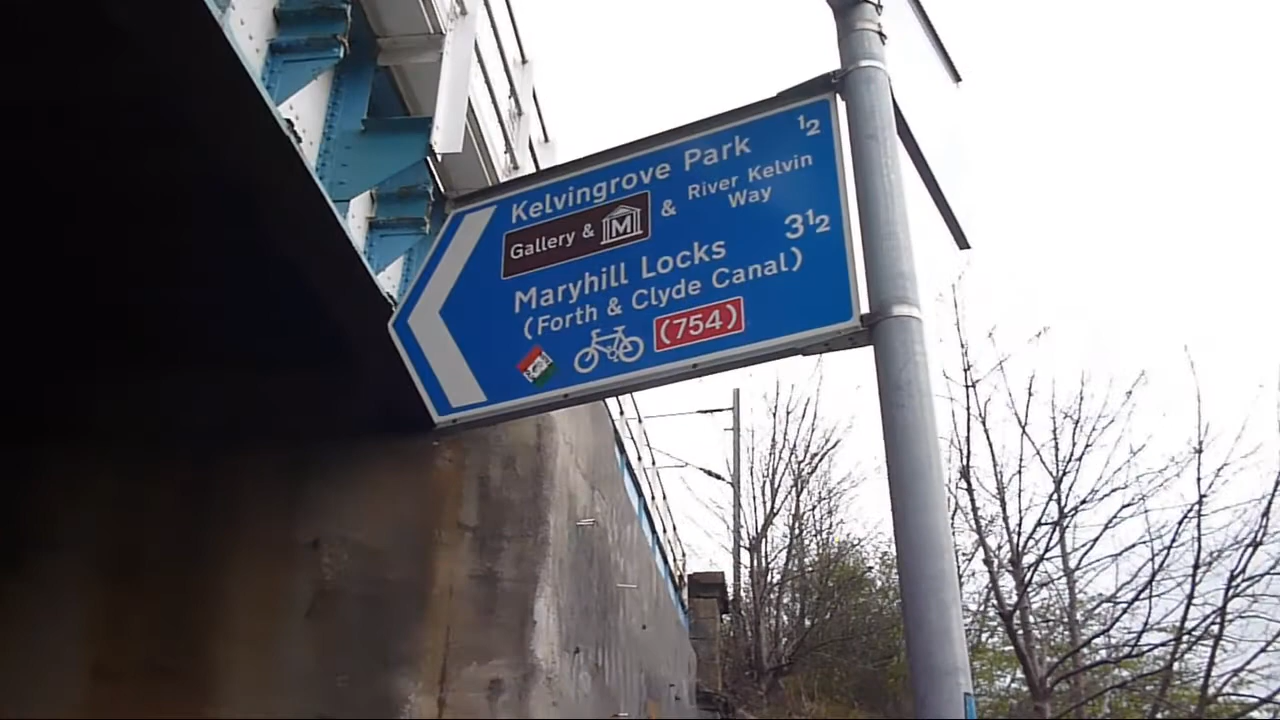 Kelvingrove Park ½
Gallery & M & River Kelvin
Way
Maryhill Locks 3½
(Forth & Clyde Canal)
(754)